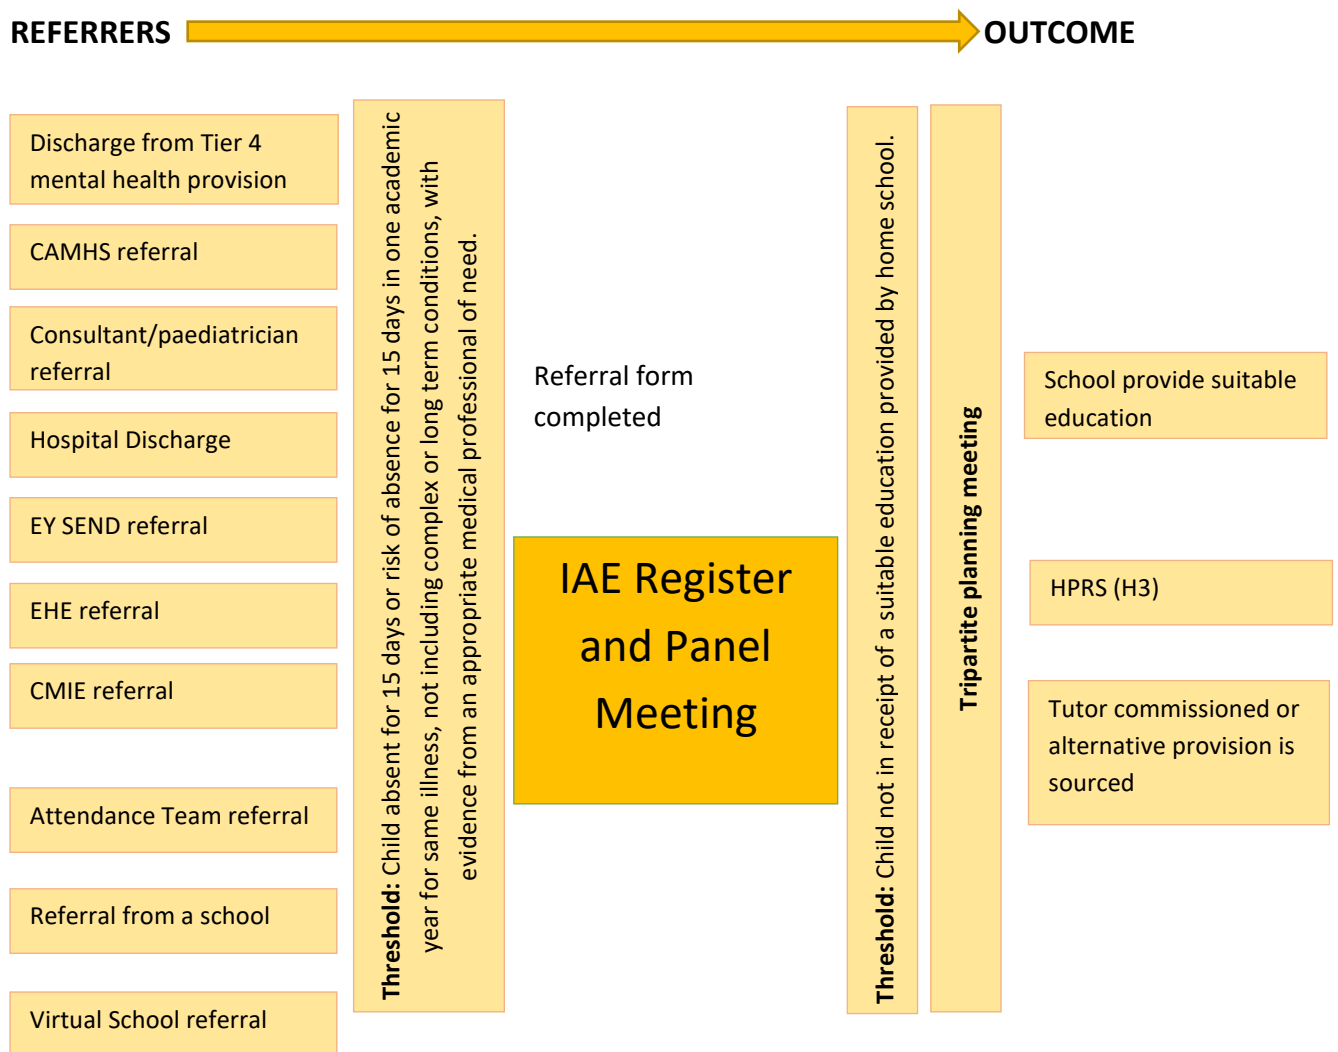 REFERRERS
OUTCOME
Discharge from Tier 4
mental health provision
CAMHS referral
Consultant/paediatrician
referral
Hospital Discharge
EY SEND referral
EHE referral
CMIE referral
Attendance Team referral
Referral from a school
Virtual School referral
Threshold: Child absent for 15 days or risk of absence for 15 days in one academic
year for same illness, not including complex or long term conditions, with
evidence from an appropriate medical professional of need.
Referral form
completed
IAE Register
and Panel
Meeting
Threshold: Child not in receipt of a suitable education provided by home school.
Tripartite planning meeting
School provide suitable
education
HPRS (H3)
Tutor commissioned or
alternative provision is
sourced